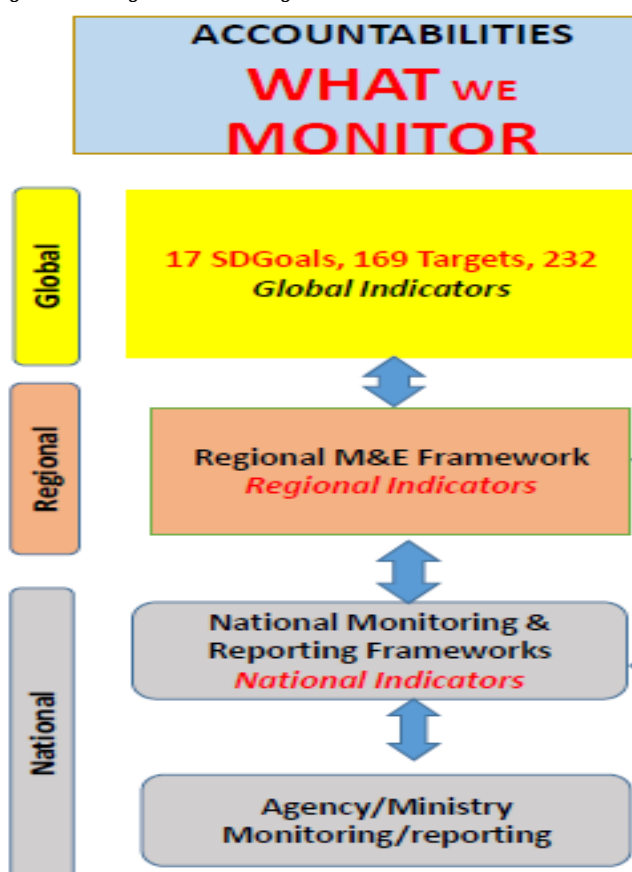 ACCOUNTABILITIES
WHAT WE
MONITOR
Global
17 SDGoals, 169 Targets, 232
Global Indicators
Regional
Regional M&E Framework
Regional Indicators
National
National Monitoring &
Reporting Frameworks
National Indicators
Agency/Ministry
Monitoring/reporting